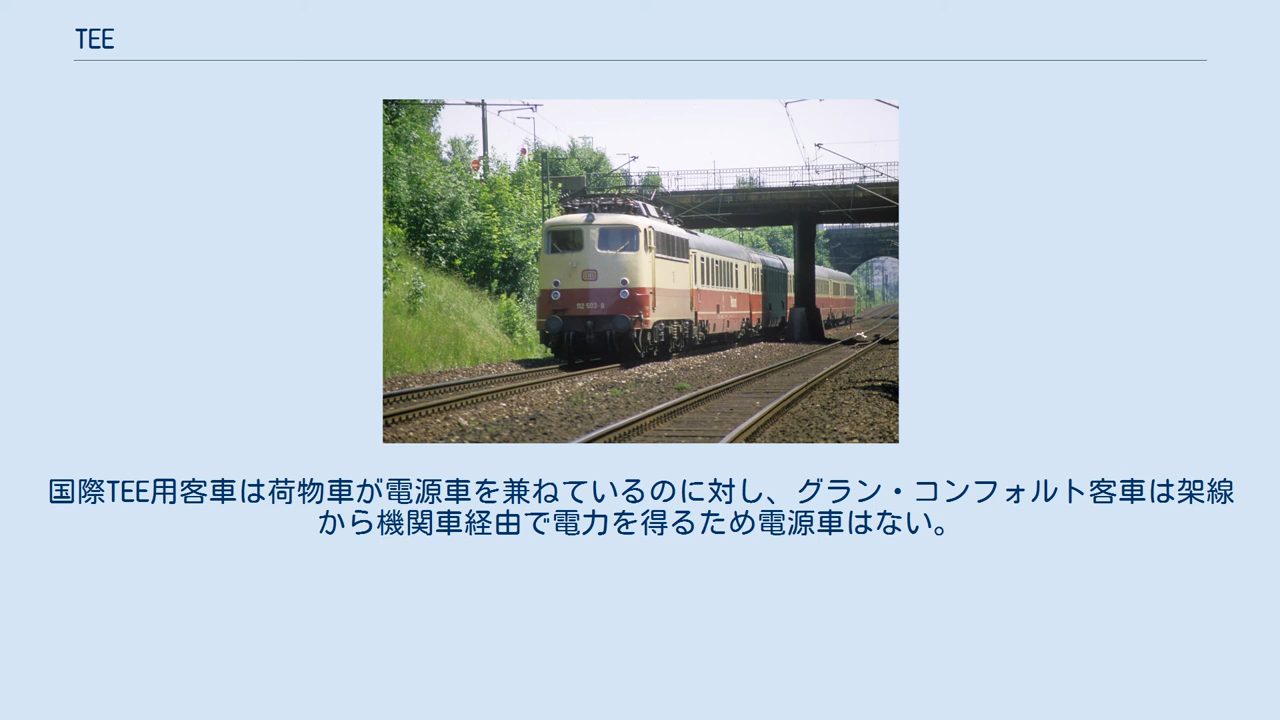 TEE
112 503-8
国際TEE用客車は荷物車が電源車を兼ねているのに対し、グラン・コンフォルト客車は架線
から機関車経由で電力を得るため電源車はない。